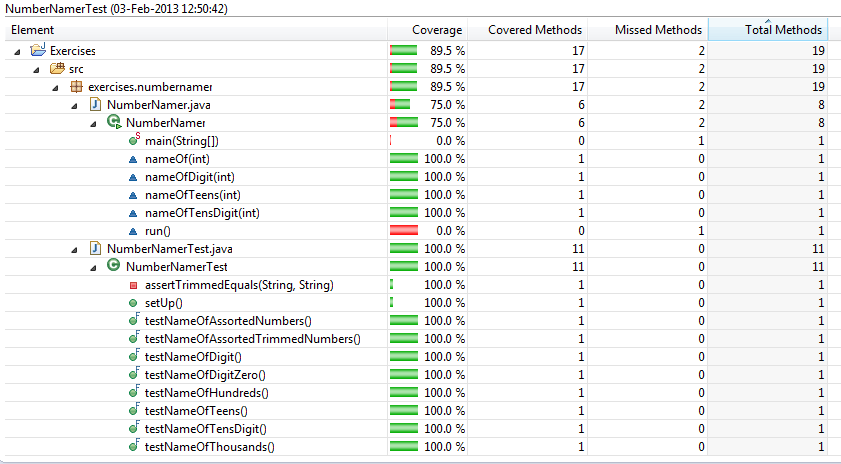 NumberNamerTest (03-Feb-2013 12:50:42)
Element Coverage Covered Methods Missed Methods Total Methods
Exercises 89.5 % 17 2 19
src 89.5 % 17 2 19
exercises.numbernamer 89.5 % 17 2 19
NumberNamer.java 75.0 % 6 2 8
NumberNamer 75.0 % 6 2 8
main(String[]) 0.0 % 0 1 1
nameOf(int) 100.0 % 1 0 1
nameOfDigit(int) 100.0 % 1 0 1
nameOfTeens(int) 100.0 % 1 0 1
nameOfTensDigit(int) 100.0 % 1 0 1
run() 0.0 % 0 1 1
NumberNamerTest.java 100.0 % 11 0 11
NumberNamerTest 100.0 % 11 0 11
assertTrimmedEquals(String, String) 100.0 % 1 0 1
setUp() 100.0 % 1 0 1
testNameOfAssortedNumbers() 100.0 % 1 0 1
testNameOfAssortedTrimmedNumbers() 100.0 % 1 0 1
testNameOfDigit() 100.0 % 1 0 1
testNameOfDigitZero() 100.0 % 1 0 1
testNameOfHundreds() 100.0 % 1 0 1
testNameOfTeens() 100.0 % 1 0 1
testNameOfTensDigit() 100.0 % 1 0 1
testNameOfThousands() 100.0 % 1 0 1